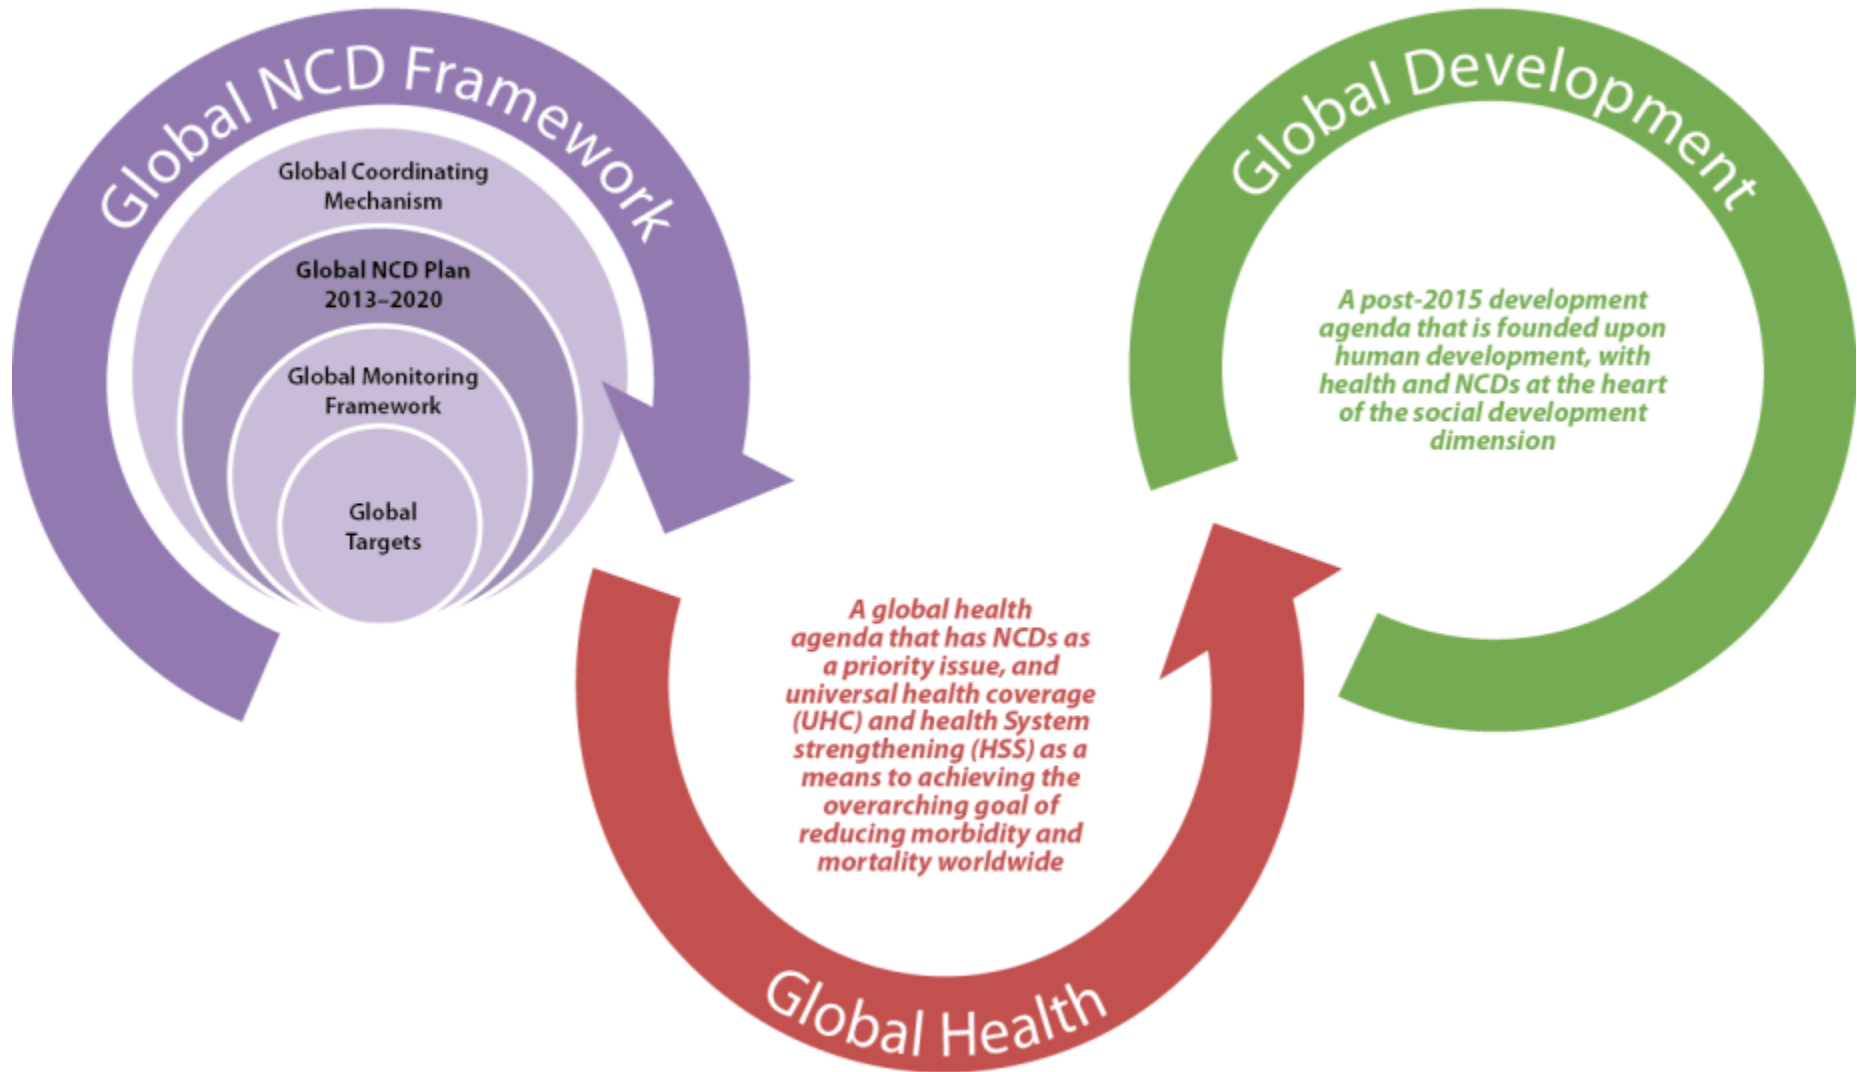 Global NCD Framework
Global Coordinating
Mechanism
Global NCD Plan
2013–2020
Global Monitoring
Framework
Global
Targets
A global health
agenda that has NCDs as
a priority issue, and
universal health coverage
(UHC) and health System
strengthening (HSS) as a
means to achieving the
overarching goal of
reducing morbidity and
mortality worldwide
Global Health
Global Development
A post-2015 development
agenda that is founded upon
human development, with
health and NCDs at the heart
of the social development
dimension